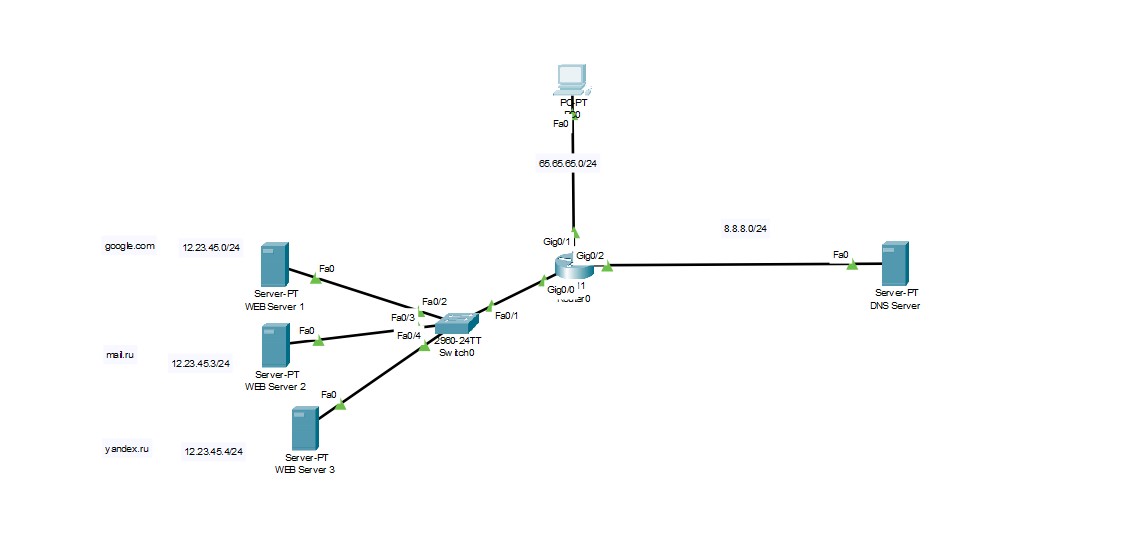 PC-PT
Fa0
65.65.65.0/24
8.8.8.0/24
Gig0/1
google.com
12.23.45.0/24
Gig0/2
Fa0
Fa0
Server-PT
WEB Server 1
Gig0/0
Server-PT
DNS Server
Fa0/2
Fa0/1
Fa0/3
Fa0
Fa0/4
2960-24TT
Switch0
mail.ru
12.23.45.3/24
Server-PT
WEB Server 2
Fa0
yandex.ru
12.23.45.4/24
Server-PT
WEB Server 3